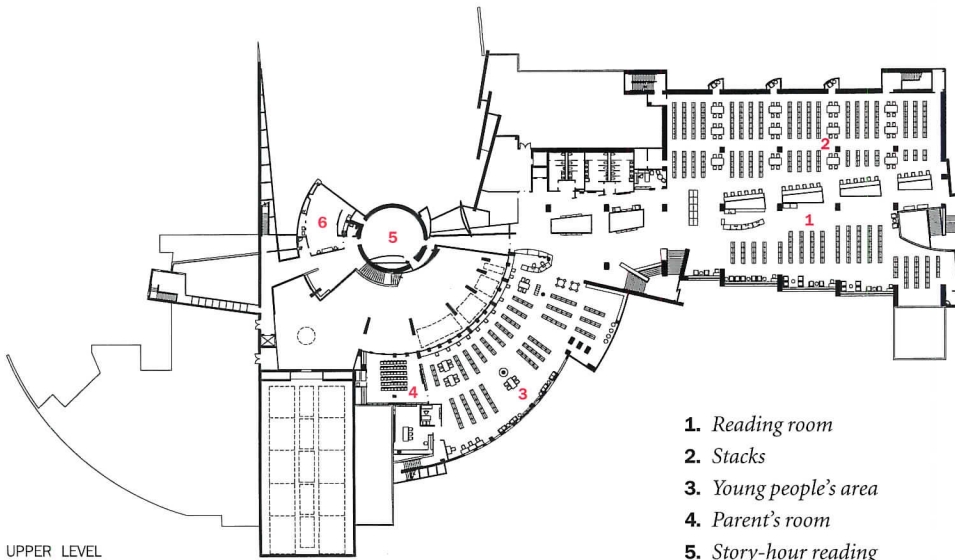 2
6
5
1
4
3
1. Reading room
2. Stacks
3. Young people's area
4. Parent's room
5. Story-hour reading
UPPER LEVEL